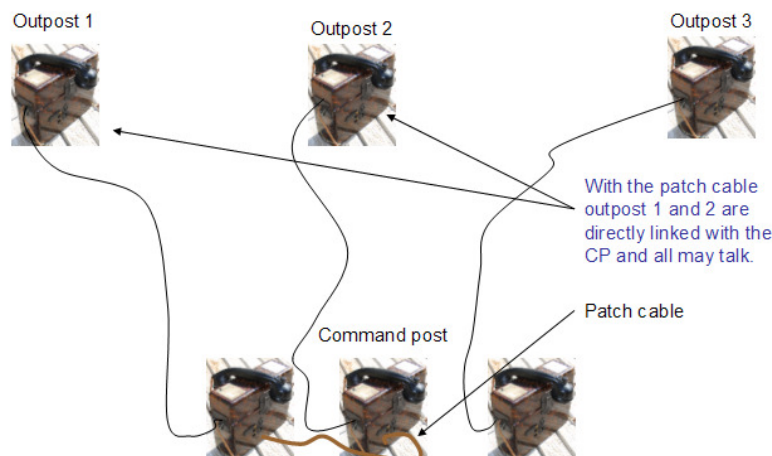 Outpost 1
Outpost 2
Outpost 3
With the patch cable
outpost 1 and 2 are
directly linked with the
CP and all may talk.
Patch cable
Command post